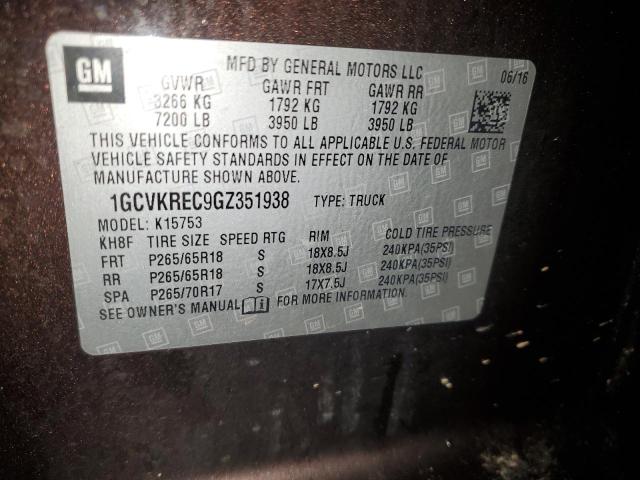 GM
MFD BY GENERAL MOTORS LLC
06/16
GVWR GAWR FRT GAWR RR
3266 KG 1792 KG 1792 KG
7200 LB 3950 LB 3950 LB
THIS VEHICLE CONFORMS TO ALL APPLICABLE U.S. FEDERAL MOTOR
VEHICLE SAFETY STANDARDS IN EFFECT ON THE DATE OF
MANUFACTURE SHOWN ABOVE.
1GCVKREC9GZ351938 TYPE: TRUCK
MODEL: K15753
KH8F TIRE SIZE SPEED RTG RIM COLD TIRE PRESSURE
FRT P265/65R18 S 18X8.5J 240KPA(35PSI)
RR P265/65R18 S 18X8.5J 240KPA(35PSI)
SPA P265/70R17 S 17X7.5J 240KPA(35PSI)
SEE OWNER'S MANUAL FOR MORE INFORMATION.